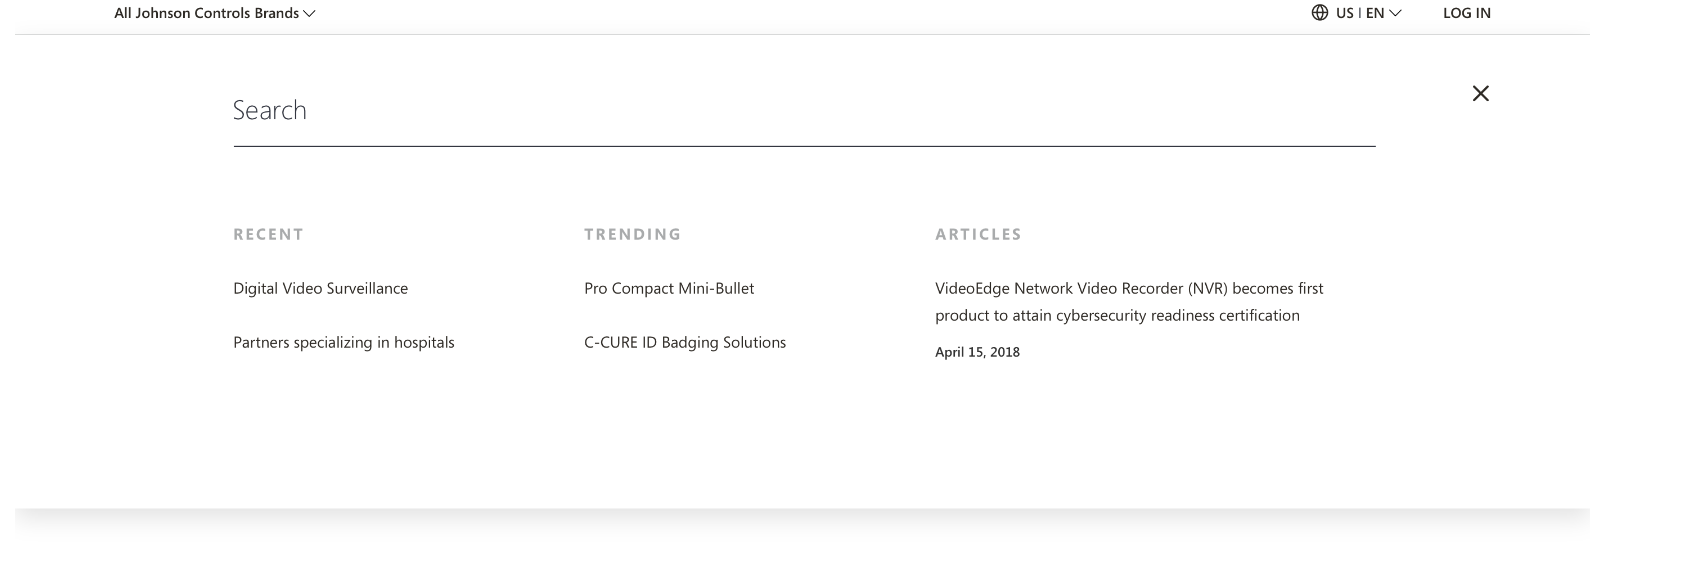 All Johnson Controls Brands
US | EN
LOG IN
Search
RECENT
TRENDING
ARTICLES
Digital Video Surveillance
Pro Compact Mini-Bullet
VideoEdge Network Video Recorder (NVR) becomes first
product to attain cybersecurity readiness certification
Partners specializing in hospitals
C-CURE ID Badging Solutions
April 15, 2018